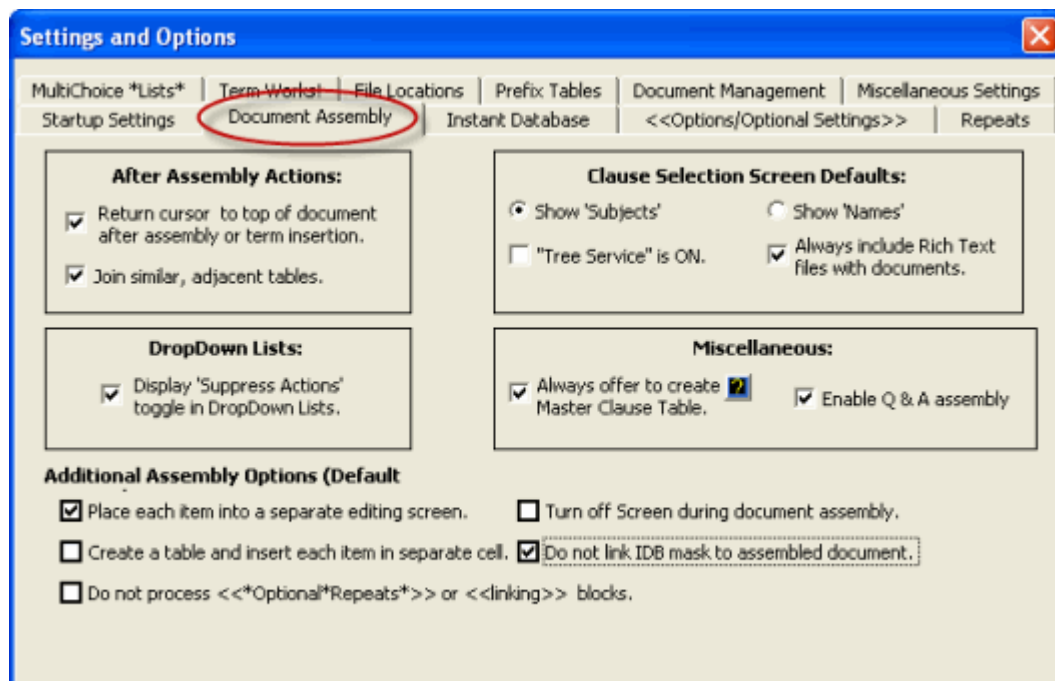 Settings and Options
MultiChoice *Lists* Term Works! File Locations Prefix Tables Document Management Miscellaneous Settings
Startup Settings Document Assembly Instant Database <<Options/Optional Settings>> Repeats
After Assembly Actions:
Return cursor to top of document
after assembly or term insertion.
Join similar, adjacent tables.
Clause Selection Screen Defaults:
Show 'Subjects' Show 'Names'
"Tree Service" is ON. Always include Rich Text
files with documents.
DropDown Lists:
Display 'Suppress Actions'
toggle in DropDown Lists.
Miscellaneous:
Always offer to create
Master Clause Table.
Enable Q & A assembly
Additional Assembly Options (Default
Place each item into a separate editing screen. Turn off Screen during document assembly.
Create a table and insert each item in separate cell. Do not link IDB mask to assembled document.
Do not process <<*Optional*Repeats*>> or <<linking>> blocks.